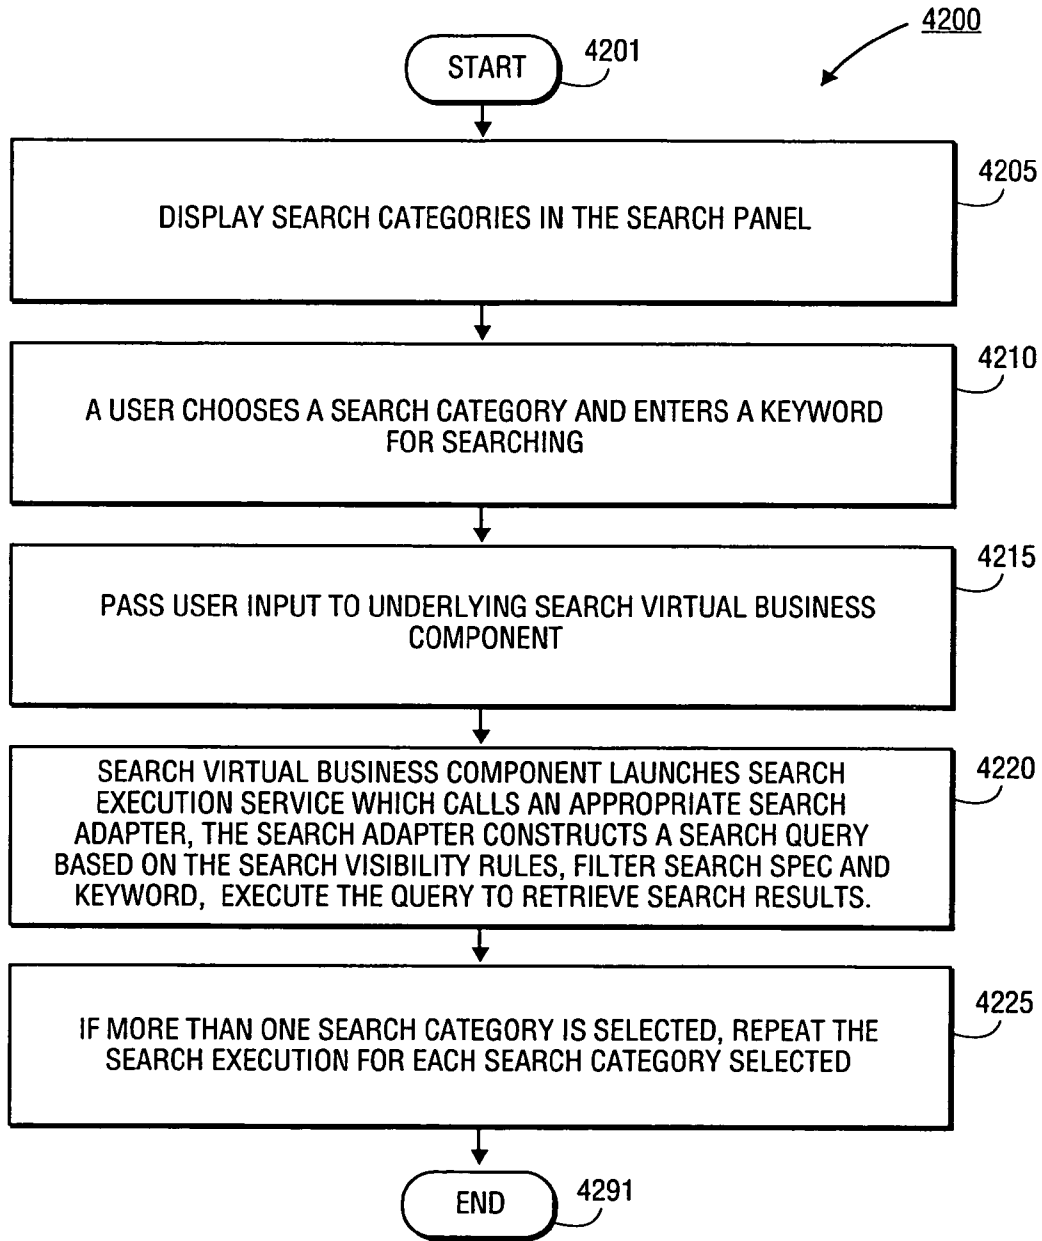 4200
START
4201
4205
DISPLAY SEARCH CATEGORIES IN THE SEARCH PANEL
4210
A USER CHOOSES A SEARCH CATEGORY AND ENTERS A KEYWORD
FOR SEARCHING
4215
PASS USER INPUT TO UNDERLYING SEARCH VIRTUAL BUSINESS
COMPONENT
4220
SEARCH VIRTUAL BUSINESS COMPONENT LAUNCHES SEARCH
EXECUTION SERVICE WHICH CALLS AN APPROPRIATE SEARCH
ADAPTER, THE SEARCH ADAPTER CONSTRUCTS A SEARCH QUERY
BASED ON THE SEARCH VISIBILITY RULES, FILTER SEARCH SPEC AND
KEYWORD, EXECUTE THE QUERY TO RETRIEVE SEARCH RESULTS.
4225
IF MORE THAN ONE SEARCH CATEGORY IS SELECTED, REPEAT THE
SEARCH EXECUTION FOR EACH SEARCH CATEGORY SELECTED
END
4291